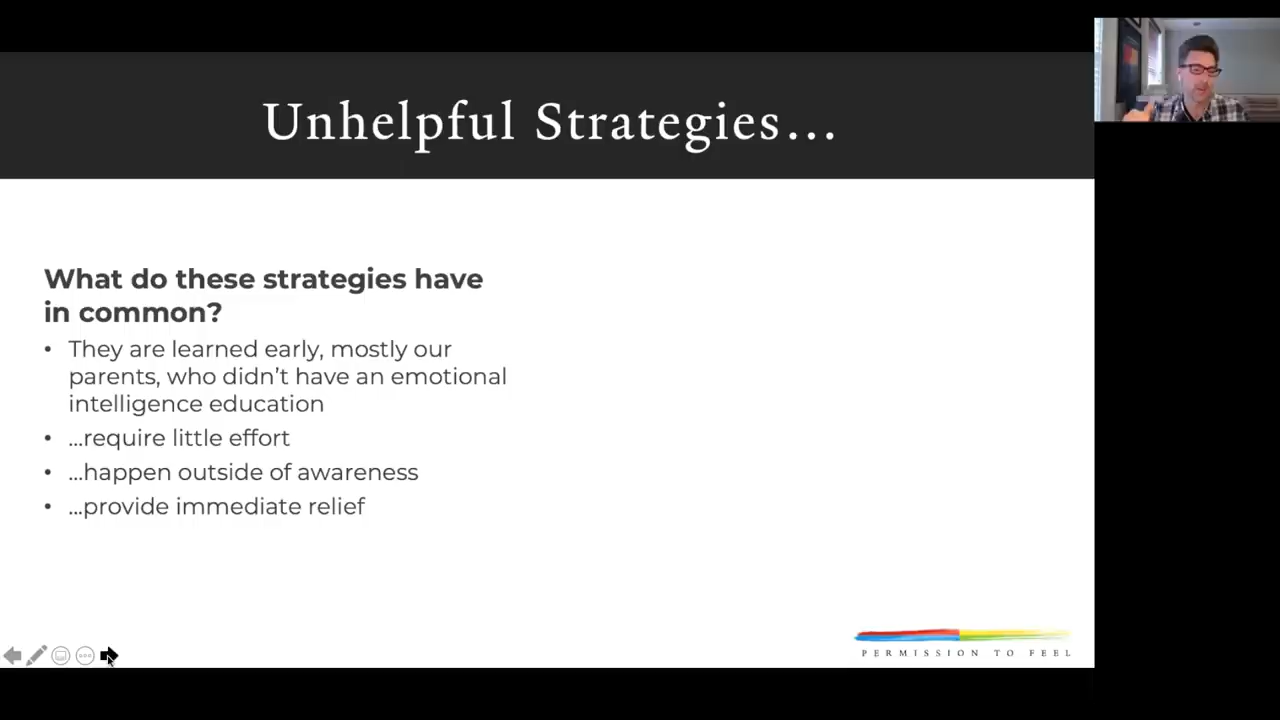 Unhelpful Strategies...
What do these strategies have
in common?
• They are learned early, mostly our
parents, who didn't have an emotional
intelligence education
• ...require little effort
• ...happen outside of awareness
• ...provide immediate relief
PERMISSION TO FEEL